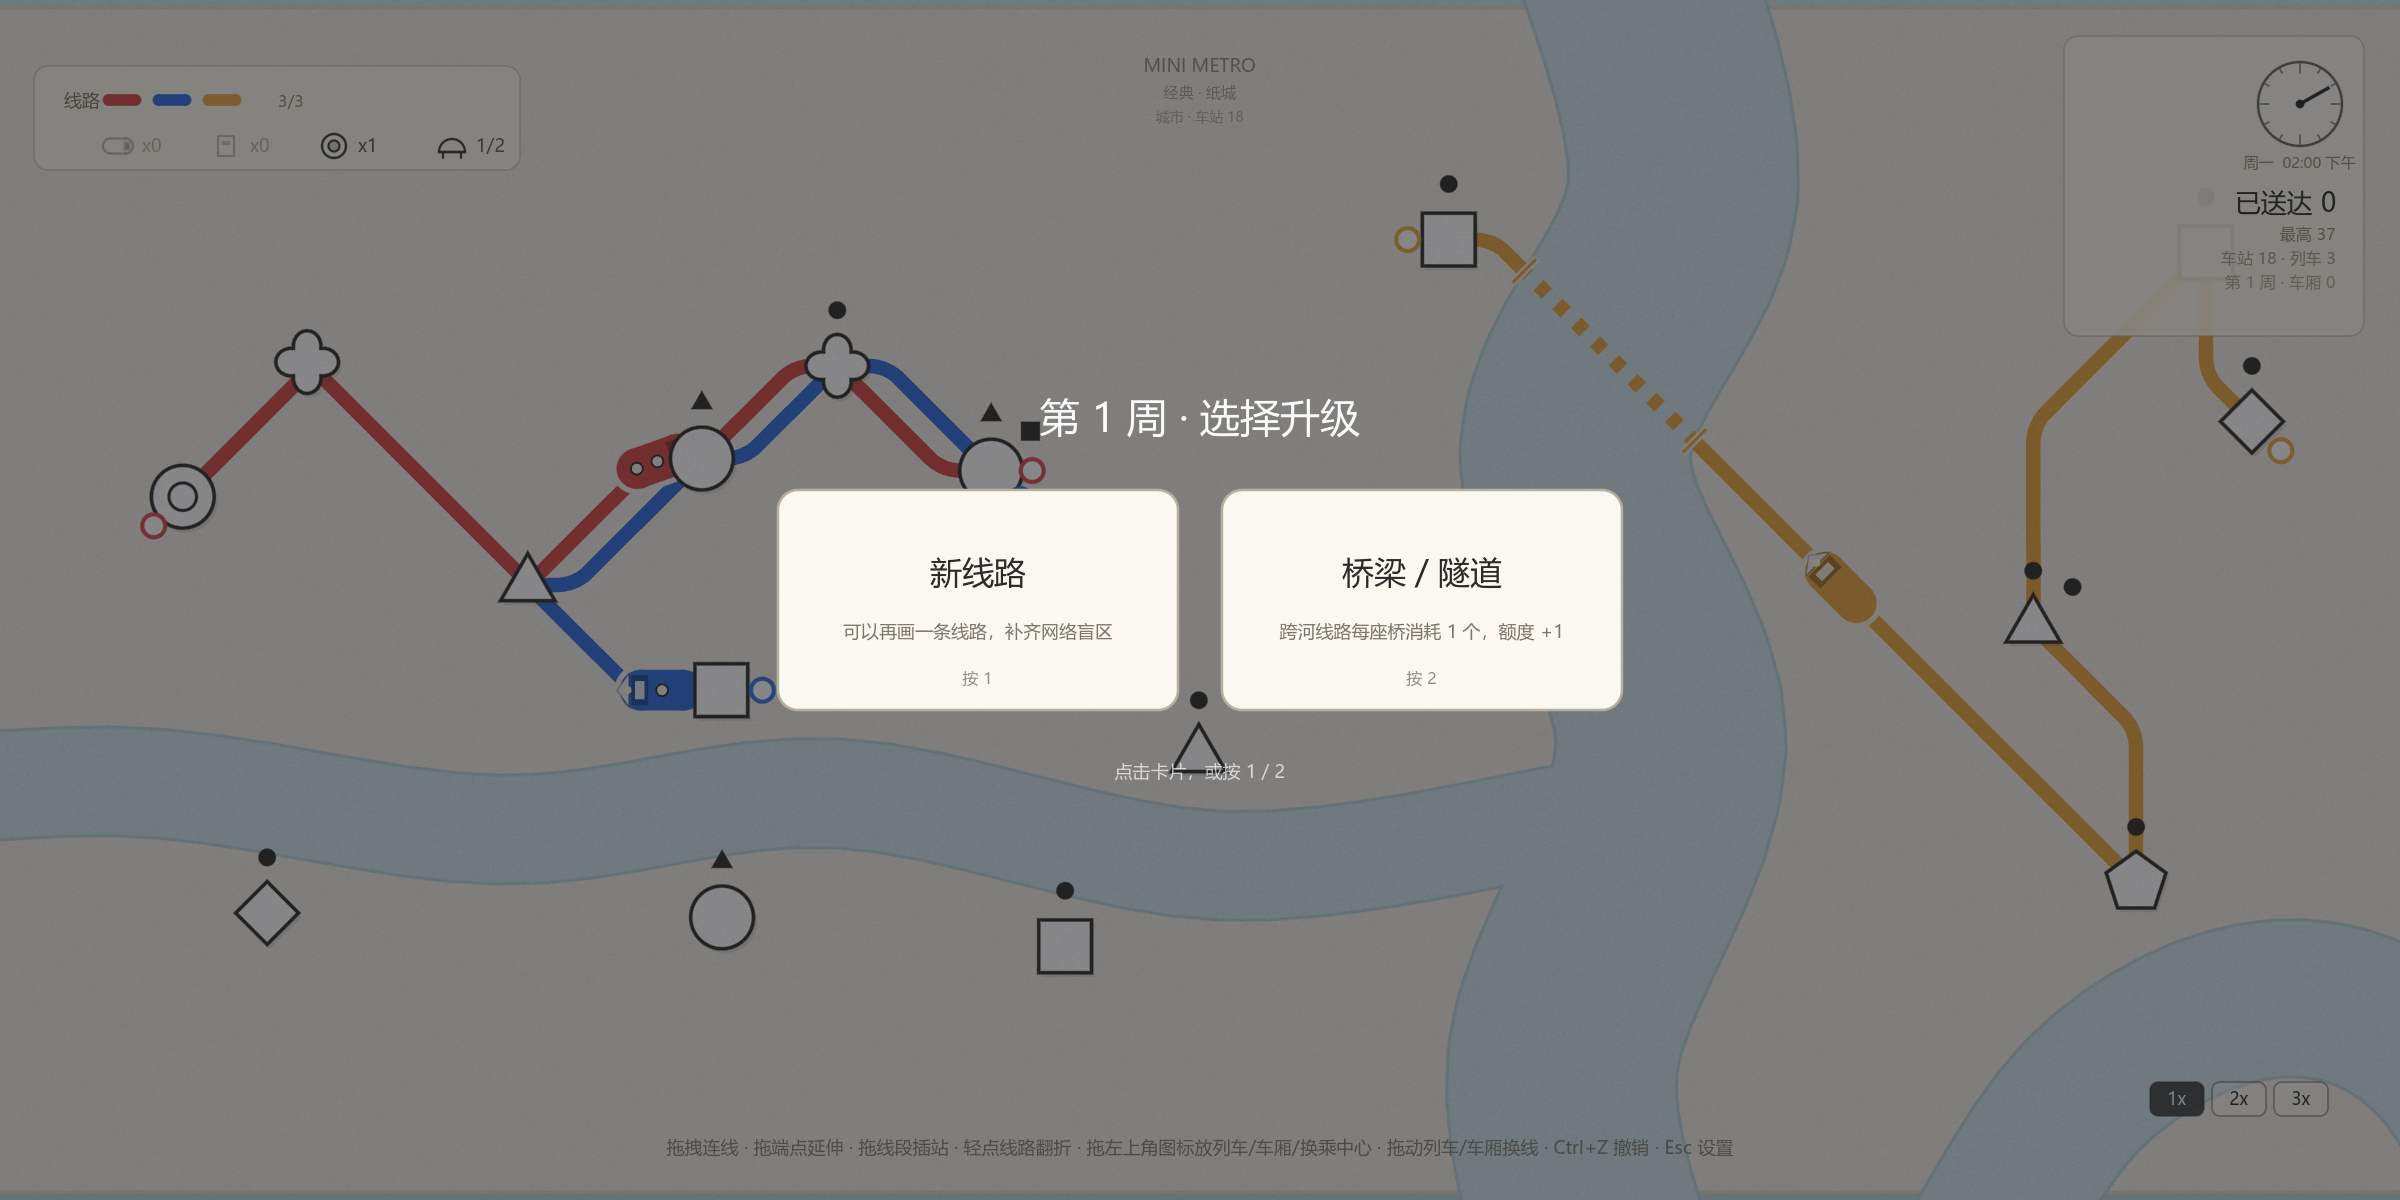 线路 3/3
x0 x0 x1 1/2
MINI METRO
经典 · 纸城
城市 · 车站 18
周一 02:00 下午
已送达 0
最高 37
车站 18 · 列车 3
第 1 周 · 车厢 0
第 1 周 · 选择升级
新线路
可以再画一条线路，补齐网络盲区
按 1
桥梁 / 隧道
跨河线路每座桥消耗 1 个，额度 +1
按 2
点击卡片，或按 1 / 2
1x 2x 3x
拖拽连线 · 拖端点延伸 · 拖线段插站 · 轻点线路翻折 · 拖左上角图标放列车/车厢/换乘中心 · 拖动列车/车厢换线 · Ctrl+Z 撤销 · Esc 设置